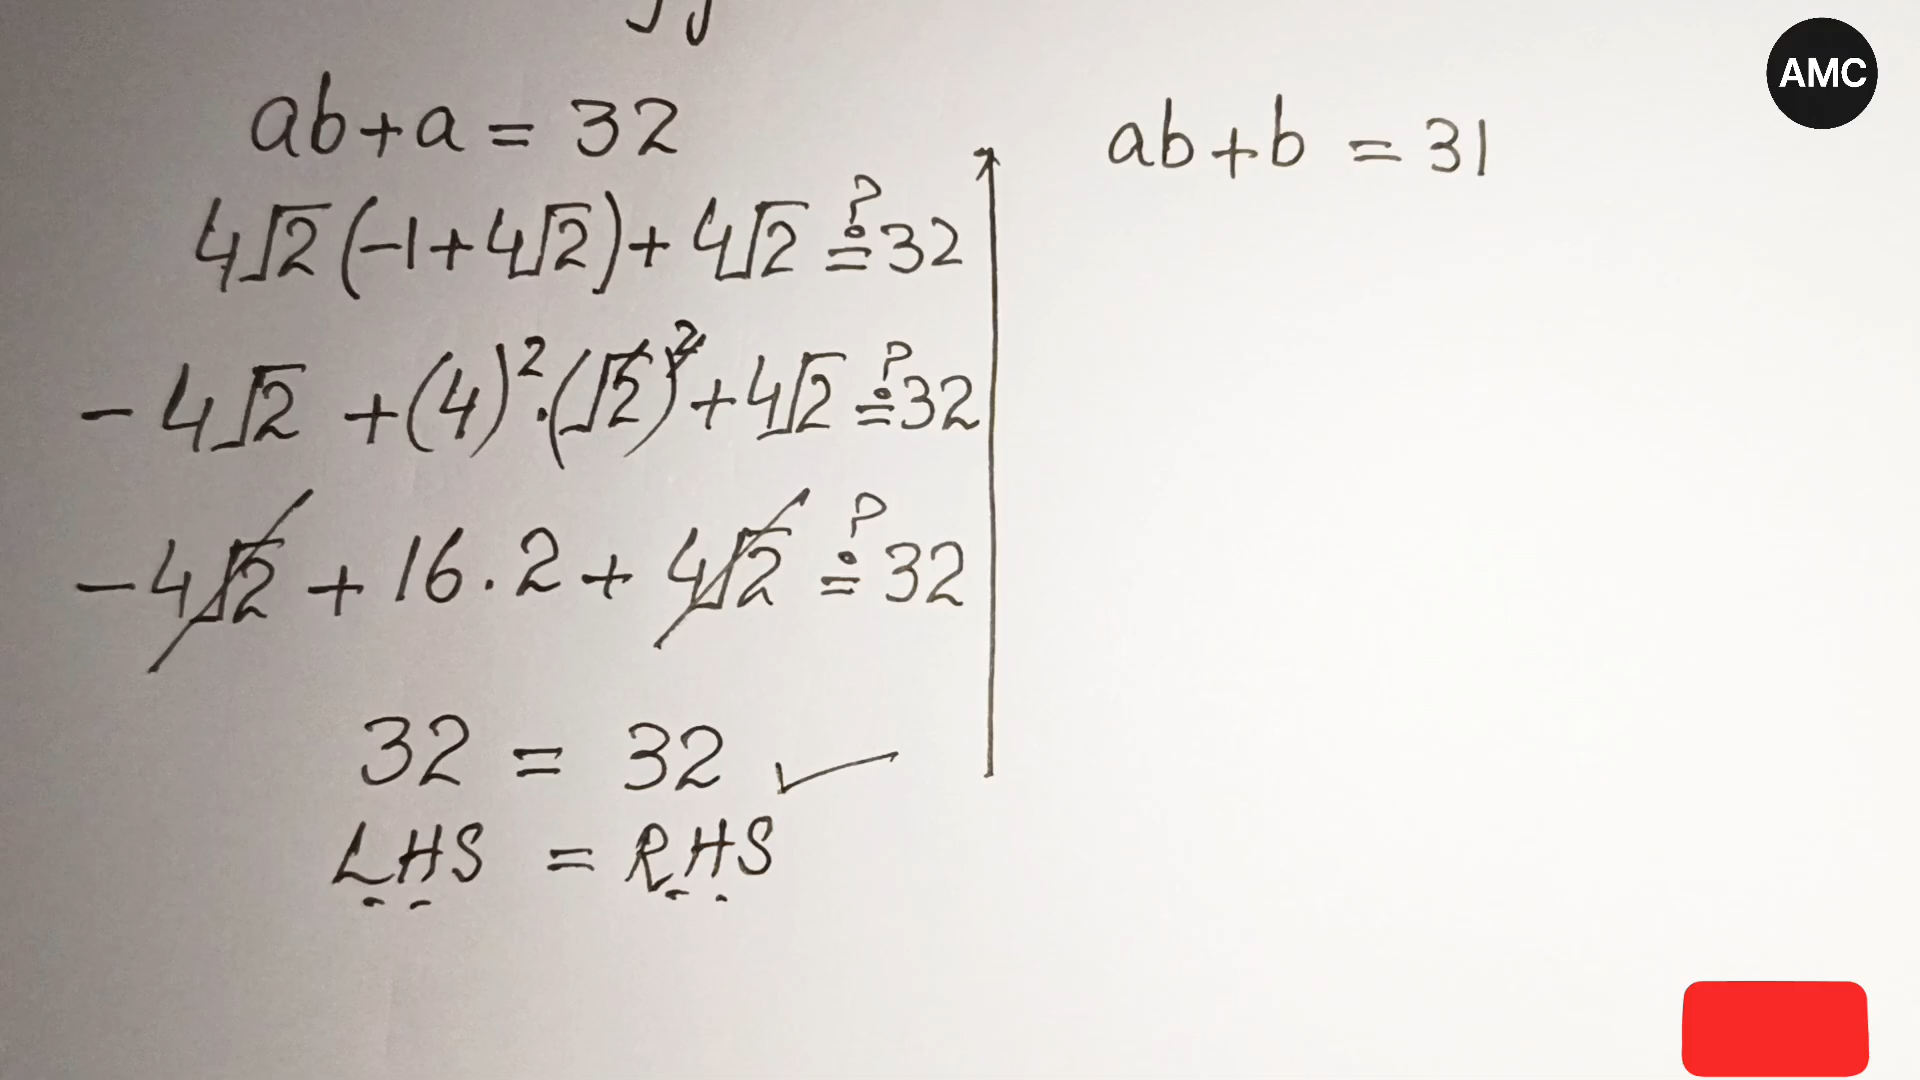 ab+a = 32
4√2(-1+4√2)+4√2 ≟ 32
-4√2+(4)²·(√2)²+4√2 ≟ 32
-4√2+16.2+4√2 ≟ 32
32 = 32 ✓
LHS = RHS
ab+b = 31
AMC